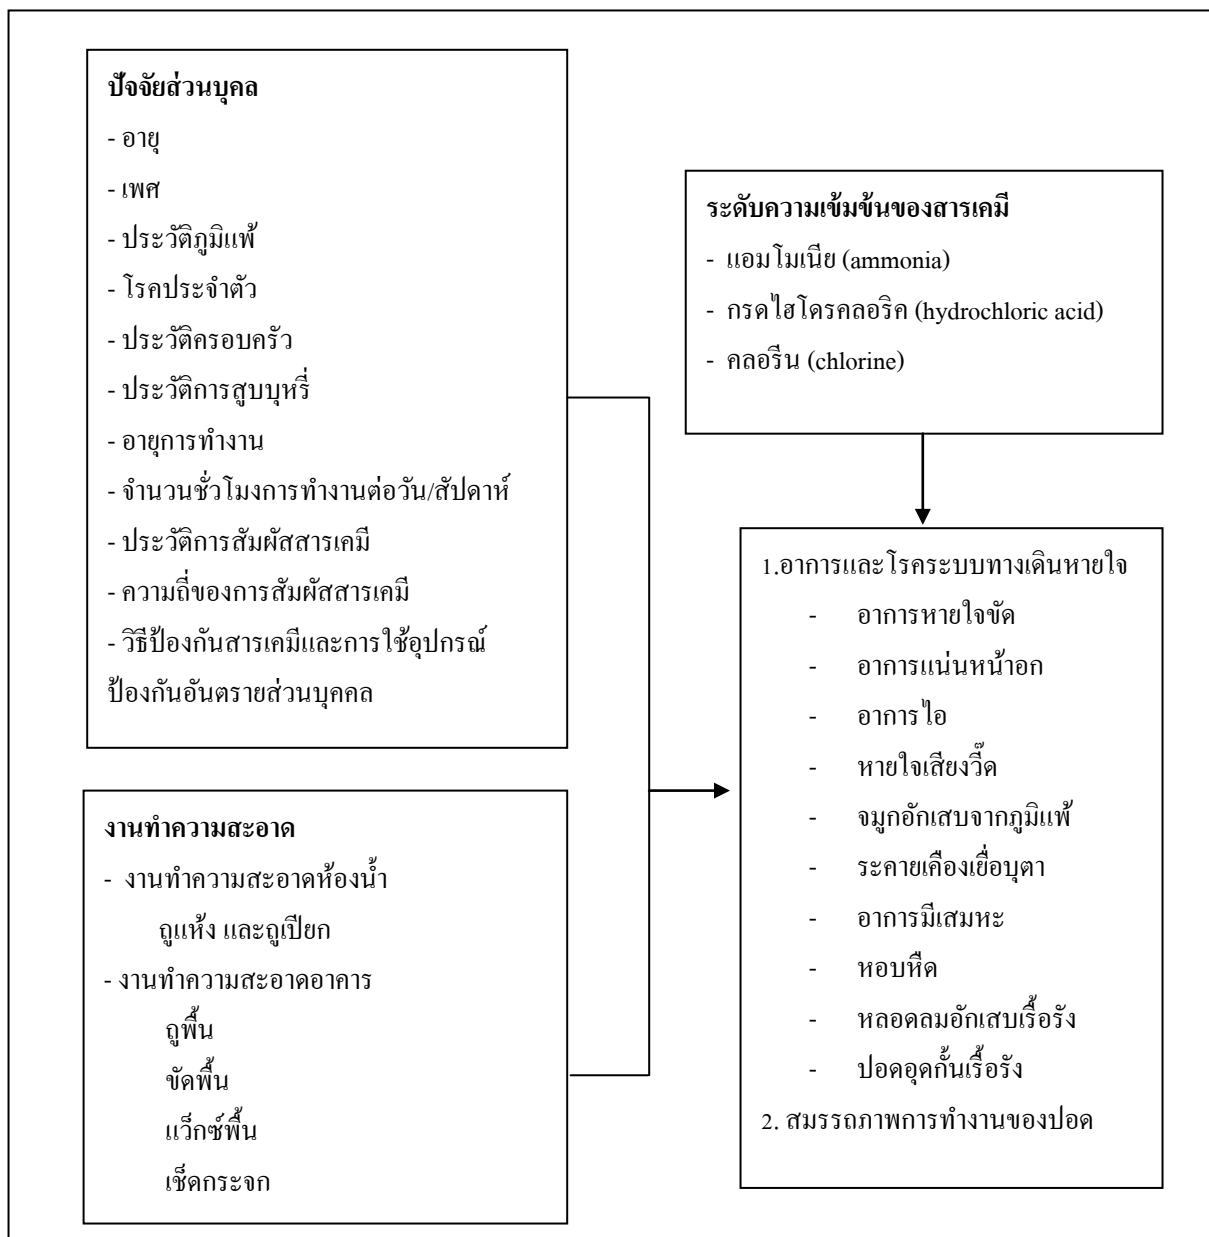 ปัจจัยส่วนบุคล
- อายุ
- เพศ
- ประวัติภูมิแพ้
- โรคประจำตัว
- ประวัติครอบครัว
- ประวัติการสูบบุหรี่
- อายุการทำงาน
- จำนวนชั่วโมงการทำงานต่อวัน/สัปดาห์
- ประวัติการสัมผัสสารเคมี
- ความถี่ของการสัมผัสสารเคมี
- วิธีป้องกันสารเคมีและการใช้อุปกรณ์
ป้องกันอันตรายส่วนบุคคล
งานทำความสะอาด
- งานทำความสะอาดห้องน้ำ
ถูแห้ง และถูเปียก
- งานทำความสะอาดอาคาร
ถูพื้น
ขัดพื้น
แว็กซ์พื้น
เช็ดกระจก
ระดับความเข้มข้นของสารเคมี
- แอมโมเนีย (ammonia)
- กรดไฮโดรคลอริค (hydrochloric acid)
- คลอรีน (chlorine)
1.อาการและโรคระบบทางเดินหายใจ
- อาการหายใจขัด
- อาการแน่นหน้าอก
- อาการไอ
- หายใจเสียงวี๊ด
- จมูกอักเสบจากภูมิแพ้
- ระคายเคืองเยื่อบุตา
- อาการมีเสมหะ
- หอบหืด
- หลอดลมอักเสบเรื้อรัง
- ปอดอุดกั้นเรื้อรัง
2. สมรรถภาพการทำงานของปอด